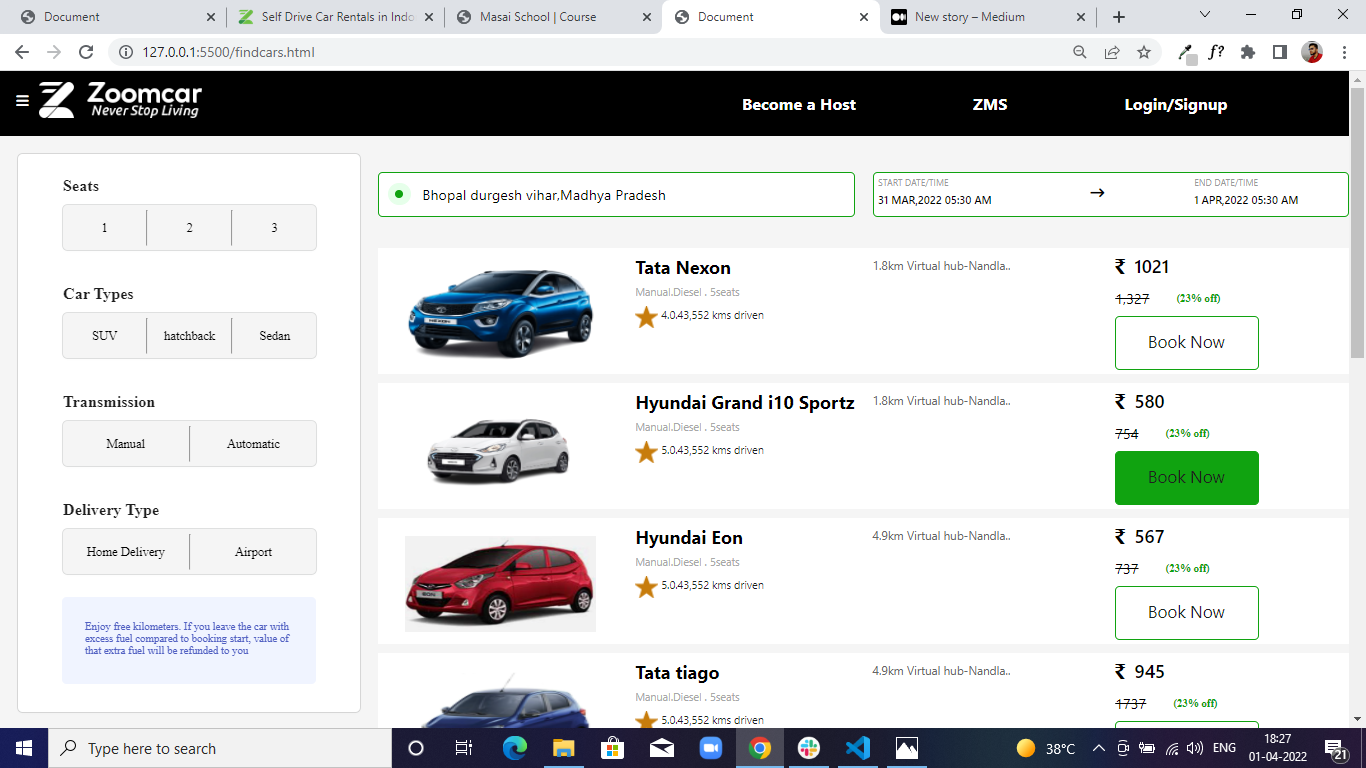 Document
Self Drive Car Rentals in Indo
Masai School | Course
Document
New story – Medium
127.0.0.1:5500/findcars.html
f?
Zoomcar
Never Stop Living
Become a Host
ZMS
Login/Signup
Seats
1 2 3
Car Types
SUV hatchback Sedan
Transmission
Manual Automatic
Delivery Type
Home Delivery Airport
Enjoy free kilometers. If you leave the car with
excess fuel compared to booking start, value of
that extra fuel will be refunded to you
Bhopal durgesh vihar,Madhya Pradesh
START DATE/TIME
31 MAR,2022 05:30 AM
→
END DATE/TIME
1 APR,2022 05:30 AM
Tata Nexon
Manual.Diesel . 5seats
4.0.43,552 kms driven
1.8km Virtual hub-Nandla..
₹ 1021
1,327 (23% off)
Book Now
NEXON
Hyundai Grand i10 Sportz
Manual.Diesel . 5seats
5.0.43,552 kms driven
1.8km Virtual hub-Nandla..
₹ 580
754 (23% off)
Book Now
Hyundai Eon
Manual.Diesel . 5seats
5.0.43,552 kms driven
4.9km Virtual hub-Nandla..
₹ 567
737 (23% off)
Book Now
EON
Tata tiago
Manual.Diesel . 5seats
5.0.43,552 kms driven
4.9km Virtual hub-Nandla..
₹ 945
1737 (23% off)
Type here to search
38°C
ENG
18:27
01-04-2022
21